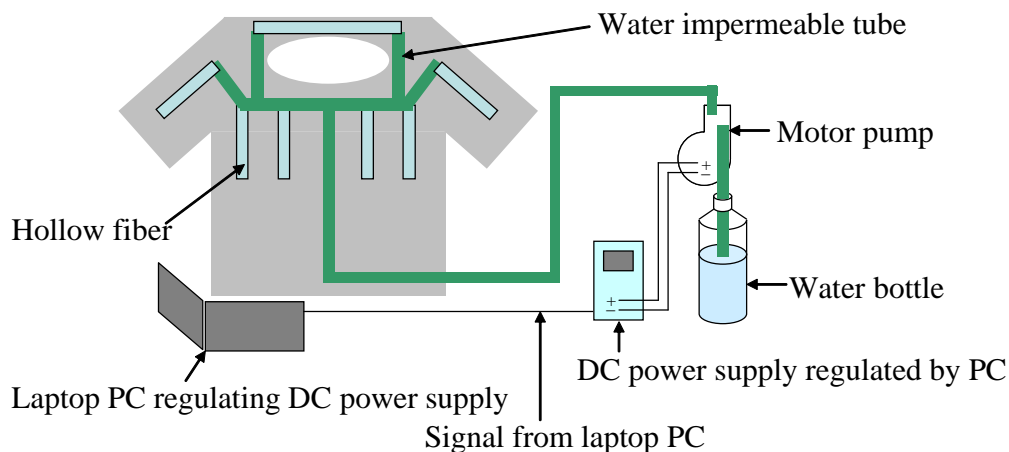 Water impermeable tube
Motor pump
+
−
Hollow fiber
Water bottle
+
−
DC power supply regulated by PC
Laptop PC regulating DC power supply
Signal from laptop PC